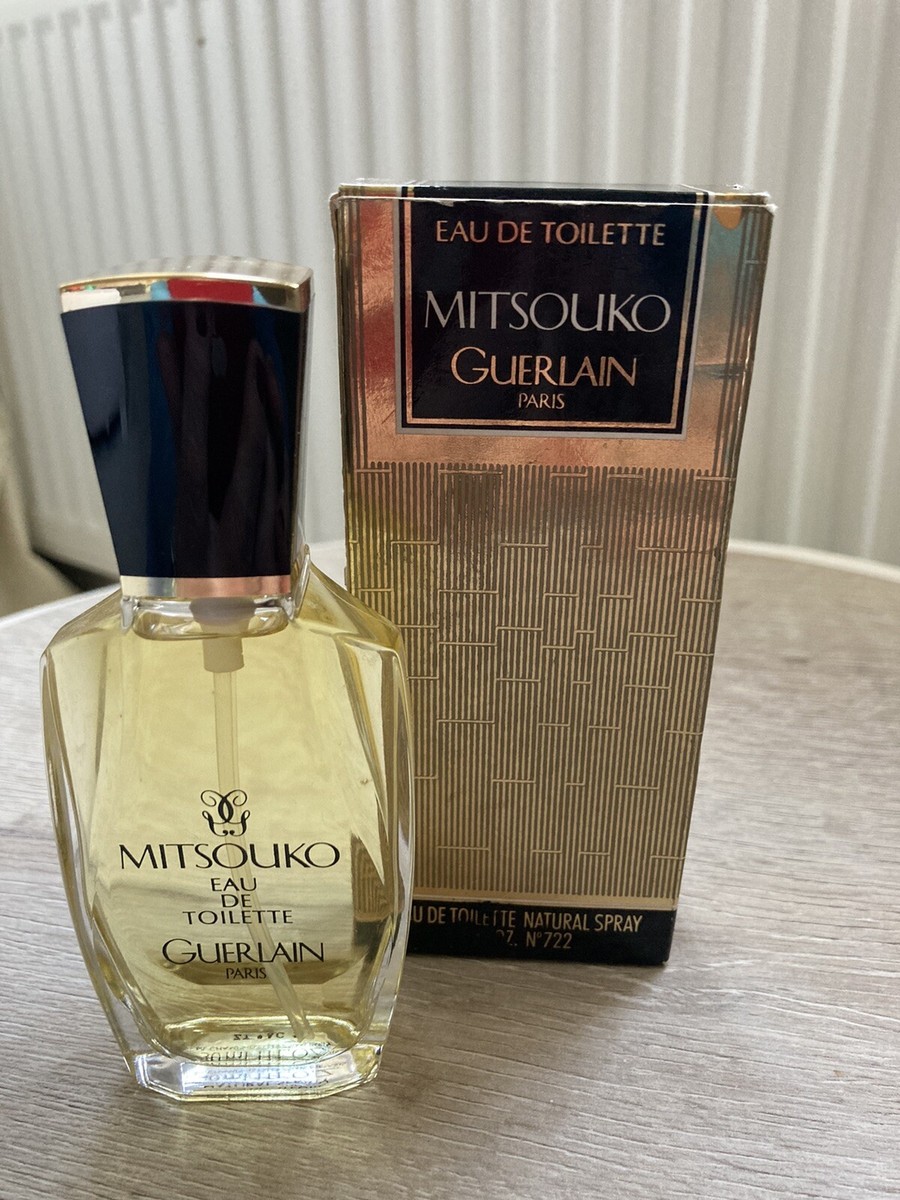 EAU DE TOILETTE
MITSOUKO
GUERLAIN
PARIS
EAU DE TOILETTE NATURAL SPRAY
OZ. N°722
MITSOUKO
EAU
DE
TOILETTE
GUERLAIN
PARIS